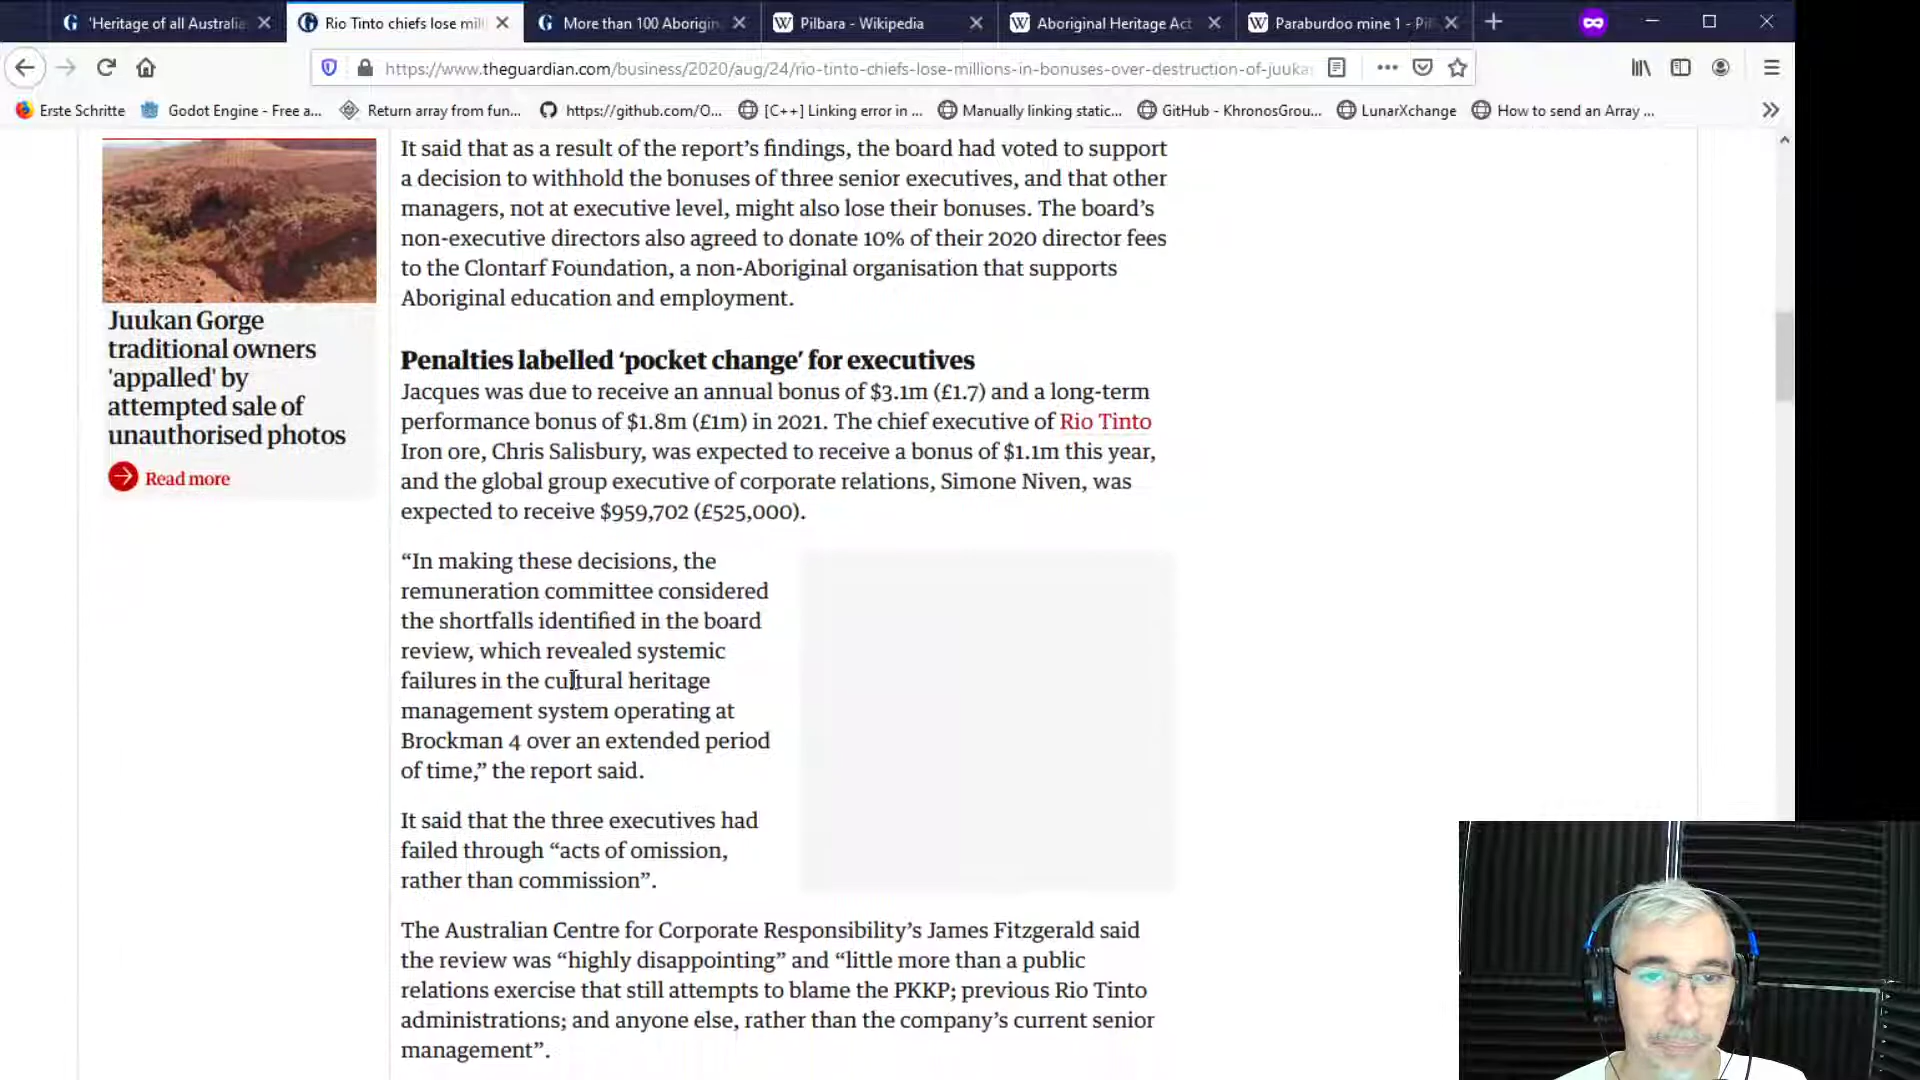 'Heritage of all Australia
Rio Tinto chiefs lose mill
More than 100 Aborigin
Pilbara - Wikipedia
Aboriginal Heritage Act
Paraburdoo mine 1 - Pil
https://www.theguardian.com/business/2020/aug/24/rio-tinto-chiefs-lose-millions-in-bonuses-over-destruction-of-juuka
Erste Schritte
Godot Engine - Free a...
Return array from fun...
https://github.com/O...
[C++] Linking error in ...
Manually linking static...
GitHub - KhronosGrou...
LunarXchange
How to send an Array ...
Juukan Gorge
traditional owners
'appalled' by
attempted sale of
unauthorised photos
Read more
It said that as a result of the report’s findings, the board had voted to support
a decision to withhold the bonuses of three senior executives, and that other
managers, not at executive level, might also lose their bonuses. The board’s
non-executive directors also agreed to donate 10% of their 2020 director fees
to the Clontarf Foundation, a non-Aboriginal organisation that supports
Aboriginal education and employment.
Penalties labelled ‘pocket change’ for executives
Jacques was due to receive an annual bonus of $3.1m (£1.7) and a long-term
performance bonus of $1.8m (£1m) in 2021. The chief executive of Rio Tinto
Iron ore, Chris Salisbury, was expected to receive a bonus of $1.1m this year,
and the global group executive of corporate relations, Simone Niven, was
expected to receive $959,702 (£525,000).
“In making these decisions, the
remuneration committee considered
the shortfalls identified in the board
review, which revealed systemic
failures in the cultural heritage
management system operating at
Brockman 4 over an extended period
of time,” the report said.
It said that the three executives had
failed through “acts of omission,
rather than commission”.
The Australian Centre for Corporate Responsibility’s James Fitzgerald said
the review was “highly disappointing” and “little more than a public
relations exercise that still attempts to blame the PKKP; previous Rio Tinto
administrations; and anyone else, rather than the company’s current senior
management”.